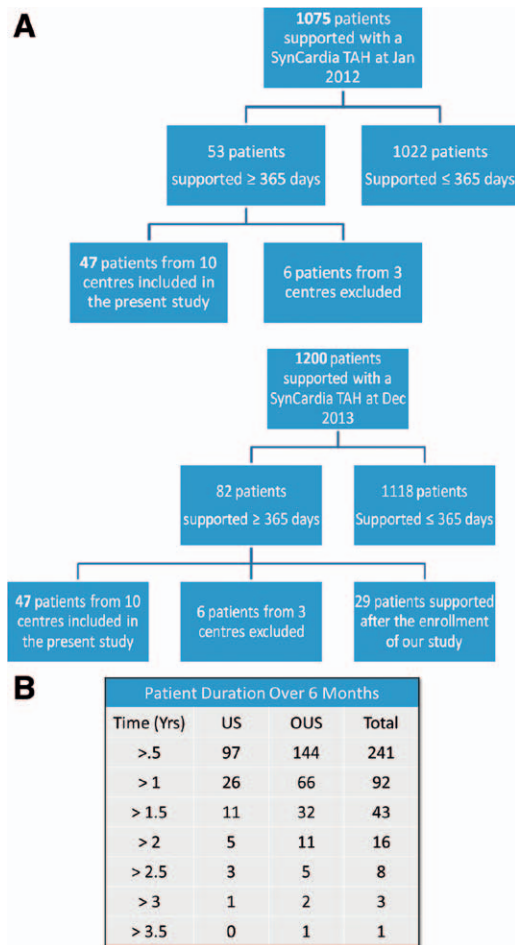 A
1075 patients
supported with a
SynCardia TAH at Jan
2012
53 patients
supported ≥ 365 days
1022 patients
Supported ≤ 365 days
47 patients from 10
centres included in
the present study
6 patients from 3
centres excluded
1200 patients
supported with a
SynCardia TAH at Dec
2013
82 patients
supported ≥ 365 days
1118 patients
Supported ≤ 365 days
47 patients from 10
centres included in
the present study
6 patients from 3
centres excluded
29 patients supported
after the enrollment
of our study
B
Patient Duration Over 6 Months
Time (Yrs) US OUS Total
>.5 97 144 241
> 1 26 66 92
> 1.5 11 32 43
> 2 5 11 16
> 2.5 3 5 8
> 3 1 2 3
> 3.5 0 1 1